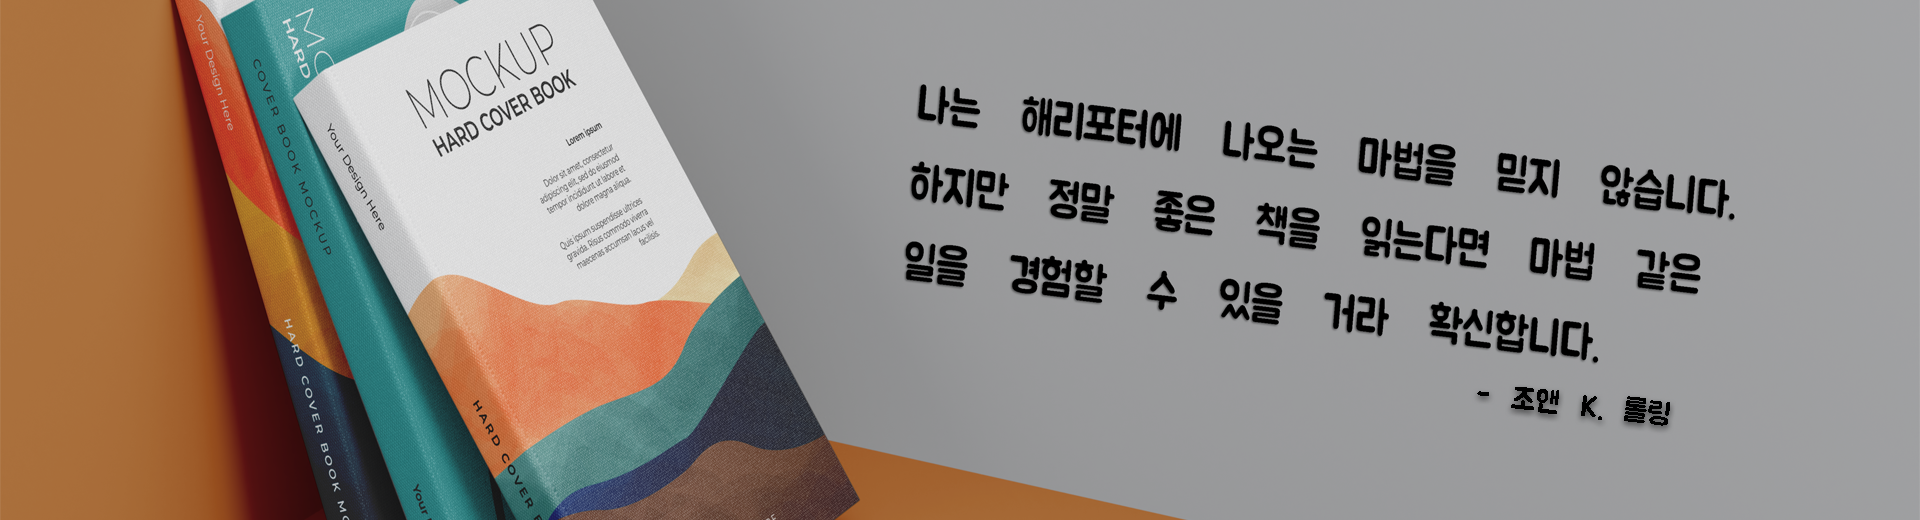 Your Design Here
HARD COVER BOOK
COVER BOOK MOCKUP
HARD
Your Design Here
HARD COVER
MOCKUP
HARD COVER BOOK
Lorem ipsum
Dolor sit amet, consectetur
adipiscing elit, sed do eiusmod
tempor incididunt ut labore et
dolore magna aliqua.
Quis ipsum suspendisse ultrices
gravida. Risus commodo viverra
maecenas accumsan lacus vel
facilisis.
나는 해리포터에 나오는 마법을 믿지 않습니다.
하지만 정말 좋은 책을 읽는다면 마법 같은
일을 경험할 수 있을 거라 확신합니다.
- 조앤 K. 롤링